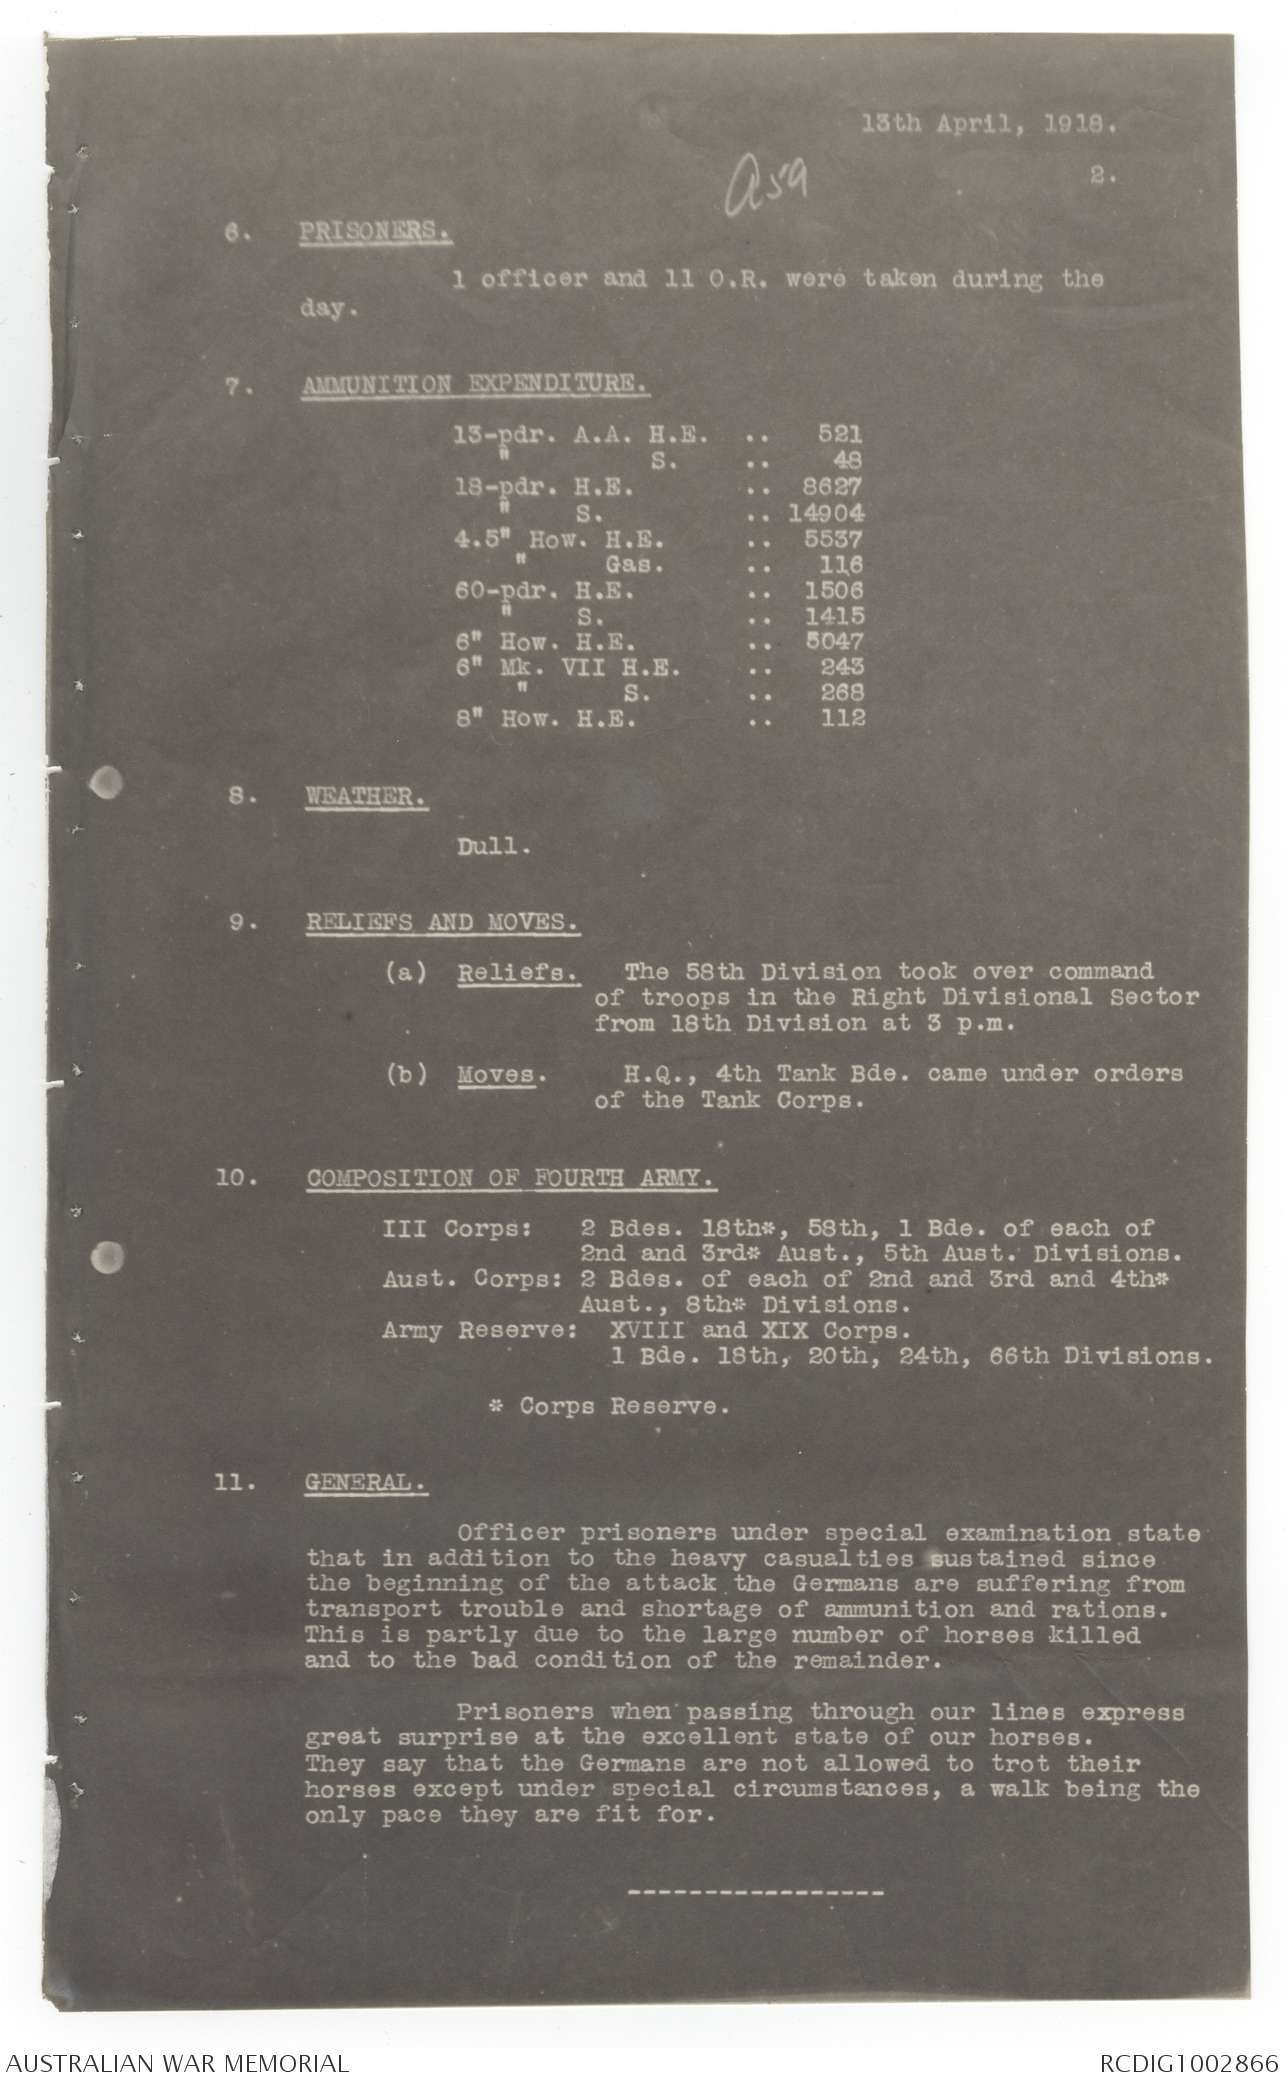 13th April, 1918.
a59
2.
6. PRISONERS.
1 officer and 11 O.R. were taken during the
day.
7. AMMUNITION EXPENDITURE.
13-pdr. A.A. H.E. .. 521
" S. .. 48
18-pdr. H.E. .. 8627
" S. .. 14904
4.5" How. H.E. .. 5537
" Gas. .. 116
60-pdr. H.E. .. 1506
" S. .. 1415
6" How. H.E. .. 5047
6" Mk. VII H.E. .. 243
" S. .. 268
8" How. H.E. .. 112
8. WEATHER.
Dull.
9. RELIEFS AND MOVES.
(a) Reliefs. The 58th Division took over command
of troops in the Right Divisional Sector
from 18th Division at 3 p.m.
(b) Moves. H.Q., 4th Tank Bde. came under orders
of the Tank Corps.
10. COMPOSITION OF FOURTH ARMY.
III Corps: 2 Bdes. 18th*, 58th, 1 Bde. of each of
2nd and 3rd* Aust., 5th Aust. Divisions.
Aust. Corps: 2 Bdes. of each of 2nd and 3rd and 4th*
Aust., 8th* Divisions.
Army Reserve: XVIII and XIX Corps.
1 Bde. 18th, 20th, 24th, 66th Divisions.
* Corps Reserve.
11. GENERAL.
Officer prisoners under special examination state
that in addition to the heavy casualties sustained since
the beginning of the attack the Germans are suffering from
transport trouble and shortage of ammunition and rations.
This is partly due to the large number of horses killed
and to the bad condition of the remainder.
Prisoners when passing through our lines express
great surprise at the excellent state of our horses.
They say that the Germans are not allowed to trot their
horses except under special circumstances, a walk being the
only pace they are fit for.
-----------------
AUSTRALIAN WAR MEMORIAL
RCDIG1002866